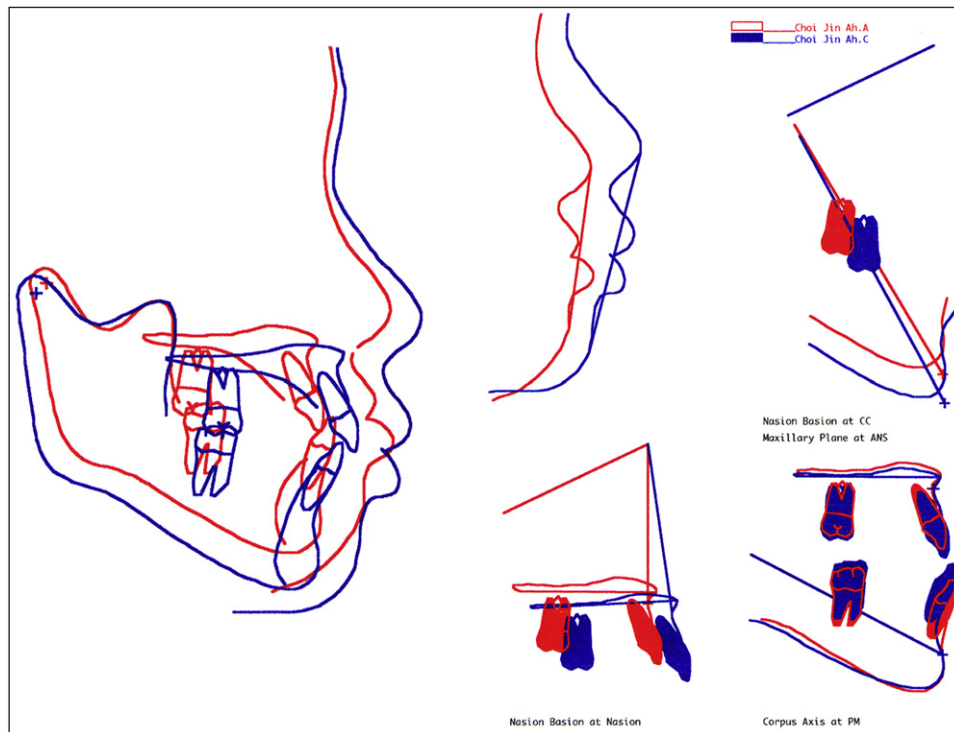 Choi Jin Ah.A
Choi Jin Ah.C
Nasion Basion at CC
Maxillary Plane at ANS
Nasion Basion at Nasion
Corpus Axis at PM